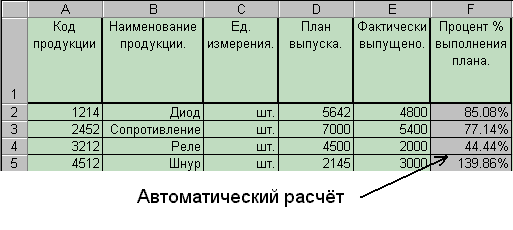 A B C D E F
1 Код продукции Наименование продукции. Ед. измерения. План выпуска. Фактически выпущено. Процент % выполнения плана.
2 1214 Диод шт. 5642 4800 85.08%
3 2452 Сопротивление шт. 7000 5400 77.14%
4 3212 Реле шт. 4500 2000 44.44%
5 4512 Шнур шт. 2145 3000 139.86%
Автоматический расчёт